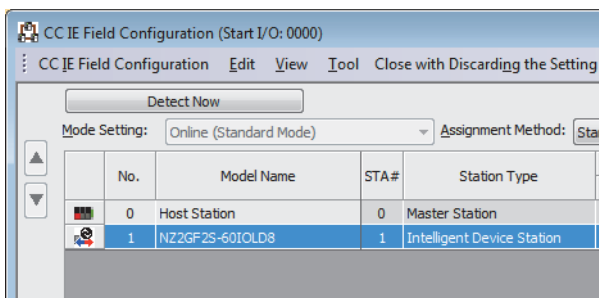 CC IE Field Configuration (Start I/O: 0000)
CC IE Field Configuration Edit View Tool Close with Discarding the Setting
Detect Now
Mode Setting: Online (Standard Mode) Assignment Method: Sta
No. Model Name STA# Station Type
0 Host Station 0 Master Station
1 NZ2GF2S-60IOLD8 1 Intelligent Device Station